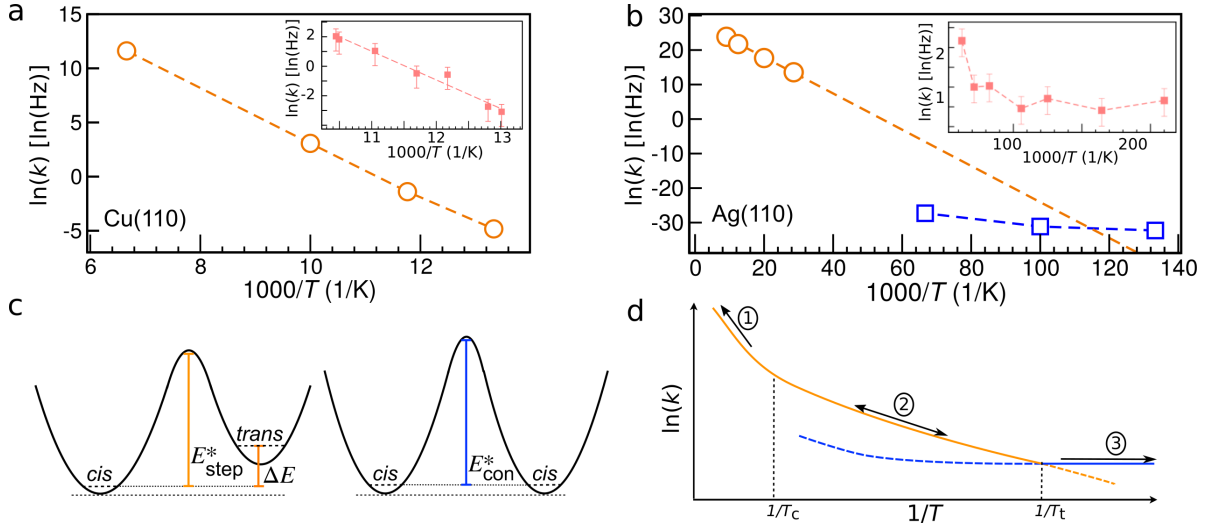 a
15
10
5
0
-5
ln(k) [ln(Hz)]
6
8
10
12
1000/T (1/K)
Cu(110)
2
0
-2
ln(k) [ln(Hz)]
11
12
13
1000/T (1/K)
b
30
20
10
0
-10
-20
-30
ln(k) [ln(Hz)]
0
20
40
60
80
100
120
140
1000/T (1/K)
Ag(110)
2
1
ln(k) [ln(Hz)]
100
200
1000/T (1/K)
c
cis
E*step
trans
ΔE
cis
E*con
cis
d
ln(k)
1
2
3
1/Tc
1/T
1/Tt